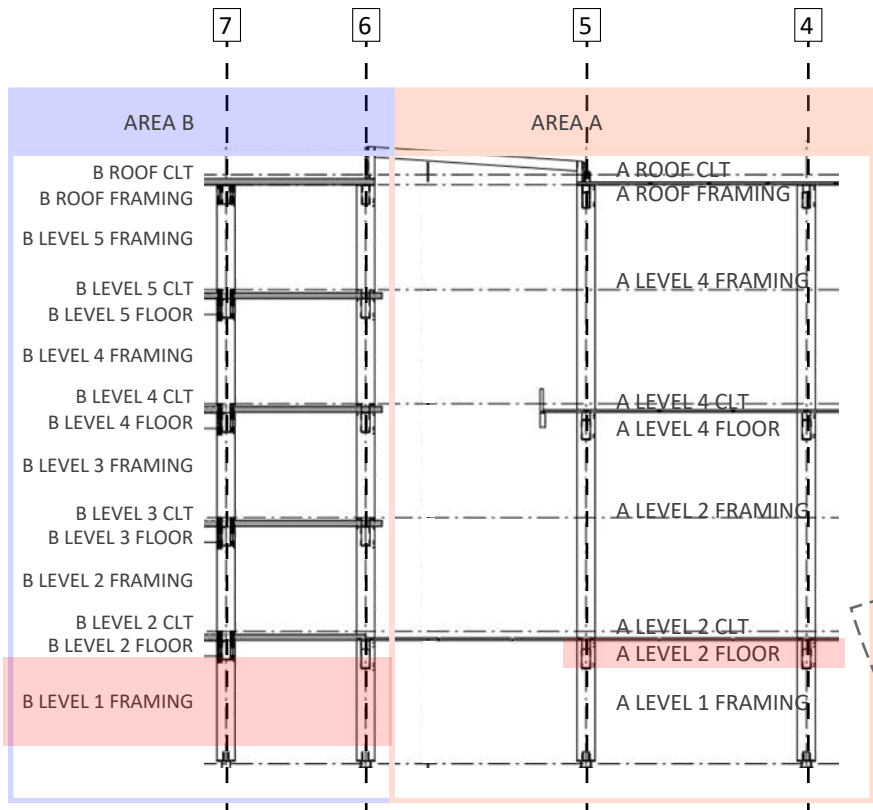 7 6 5 4
AREA B
AREA A
B ROOF CLT
B ROOF FRAMING
B LEVEL 5 FRAMING
B LEVEL 5 CLT
B LEVEL 5 FLOOR
B LEVEL 4 FRAMING
B LEVEL 4 CLT
B LEVEL 4 FLOOR
B LEVEL 3 FRAMING
B LEVEL 3 CLT
B LEVEL 3 FLOOR
B LEVEL 2 FRAMING
B LEVEL 2 CLT
B LEVEL 2 FLOOR
B LEVEL 1 FRAMING
A ROOF CLT
A ROOF FRAMING
A LEVEL 4 FRAMING
A LEVEL 4 CLT
A LEVEL 4 FLOOR
A LEVEL 2 FRAMING
A LEVEL 2 CLT
A LEVEL 2 FLOOR
A LEVEL 1 FRAMING